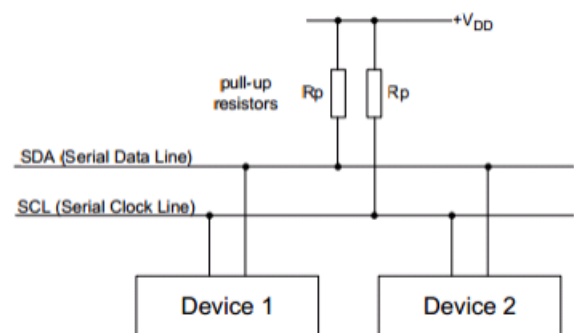 +VDD
pull-up
resistors
Rp
Rp
SDA (Serial Data Line)
SCL (Serial Clock Line)
Device 1
Device 2